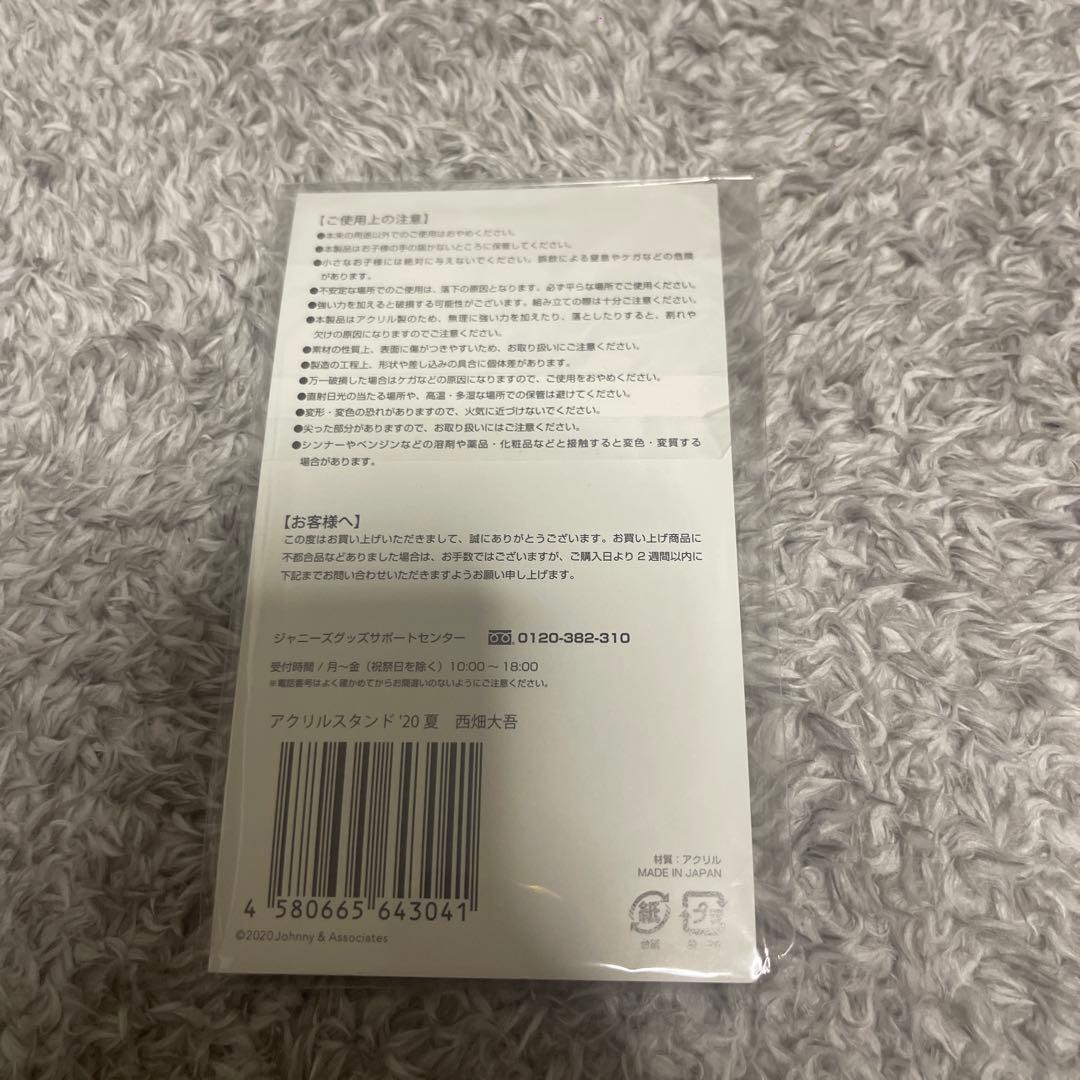 【ご使用上の注意】
●本来の用途以外でのご使用はおやめください。
●本製品はお子様の手の届かないところに保管してください。
●小さなお子様には絶対に与えないでください。誤飲による窒息やケガなどの危険
があります。
●不安定な場所でのご使用は、落下の原因となります。必ず平らな場所でご使用ください。
●強い力を加えると破損する可能性がございます。組み立ての際は十分ご注意ください。
●本製品はアクリル製のため、無理に強い力を加えたり、落としたりすると、割れや
欠けの原因になりますのでご注意ください。
●素材の性質上、表面に傷がつきやすいため、お取り扱いにご注意ください。
●製造の工程上、形状や差し込みの具合に個体差があります。
●万一破損した場合はケガなどの原因になりますので、ご使用をおやめください。
●直射日光の当たる場所や、高温・多湿な場所での保管は避けてください。
●変形・変色の恐れがありますので、火気に近づけないでください。
●尖った部分がありますので、お取り扱いにはご注意ください。
●シンナーやベンジンなどの溶剤や薬品・化粧品などと接触すると変色・変質する
場合があります。
【お客様へ】
この度はお買い上げいただきまして、誠にありがとうございます。お買い上げ商品に
不都合品などありました場合は、お手数ではございますが、ご購入日より2週間以内に
下記までお問い合わせいただきますようお願い申し上げます。
ジャニーズグッズサポートセンター 0120-382-310
受付時間/月〜金(祝祭日を除く)10:00〜18:00
※電話番号はよく確かめてからお間違いのないようにご注意ください。
アクリルスタンド '20 夏 西畑大吾
材質：アクリル
MADE IN JAPAN
4 580665 643041
紙 プラ
台紙 袋
©2020 Johnny & Associates